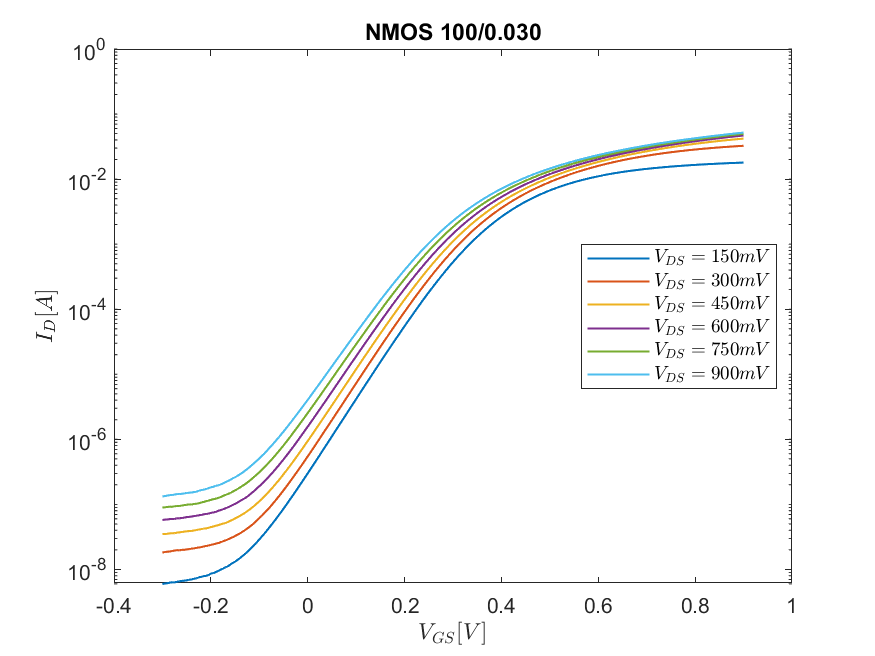 NMOS 100/0.030
10^0
10^-2
10^-4
10^-6
10^-8
I_D[A]
V_DS = 150mV
V_DS = 300mV
V_DS = 450mV
V_DS = 600mV
V_DS = 750mV
V_DS = 900mV
-0.4 -0.2 0 0.2 0.4 0.6 0.8 1
V_GS[V]